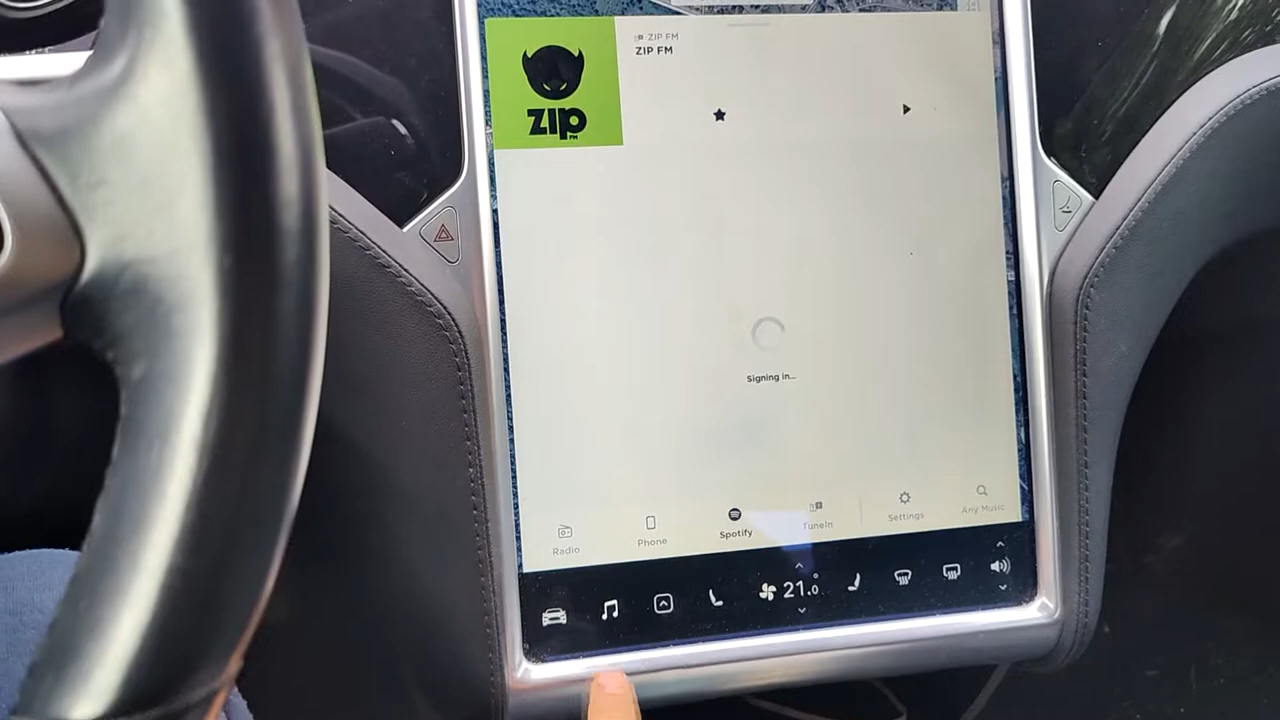 ZIP FM
ZIP FM
zip
FM
Signing in...
Radio
Phone
Spotify
TuneIn
Settings
Any Music
21.0°